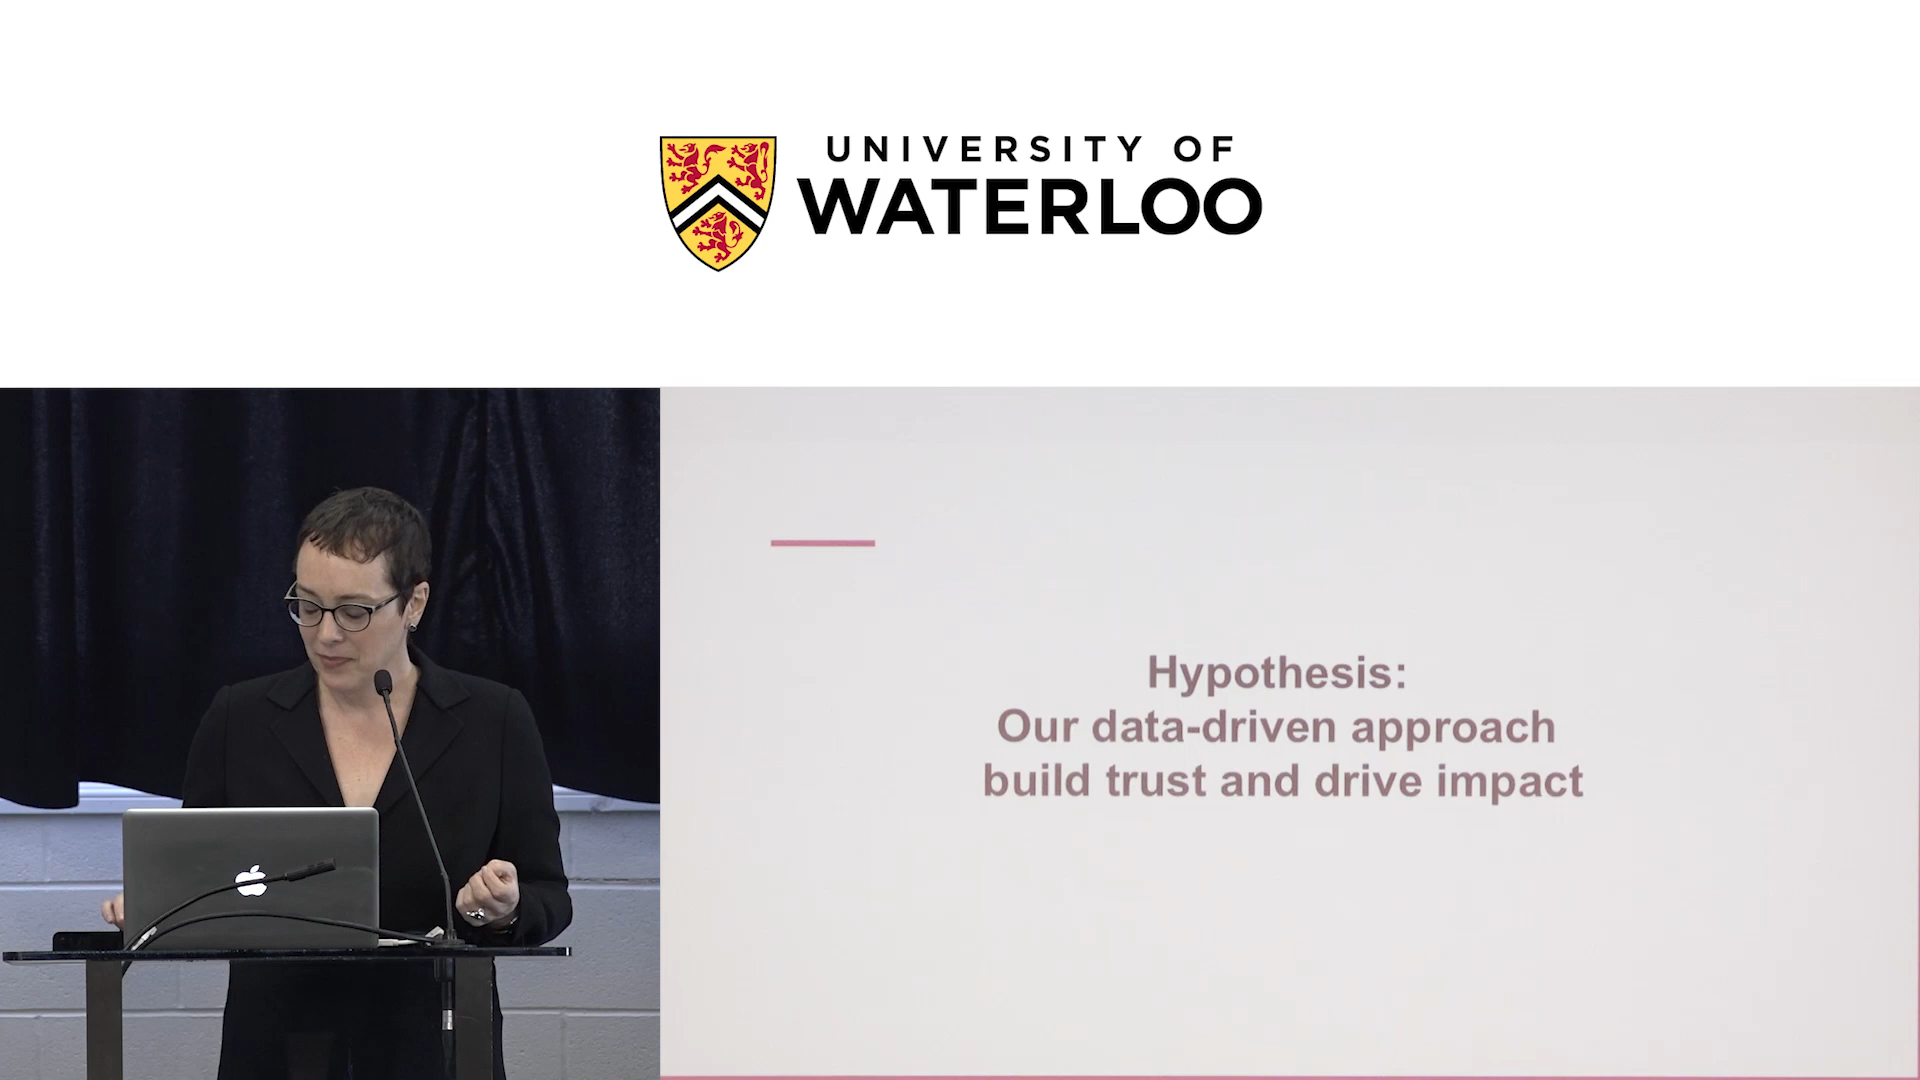 UNIVERSITY OF
WATERLOO
Hypothesis:
Our data-driven approach
build trust and drive impact